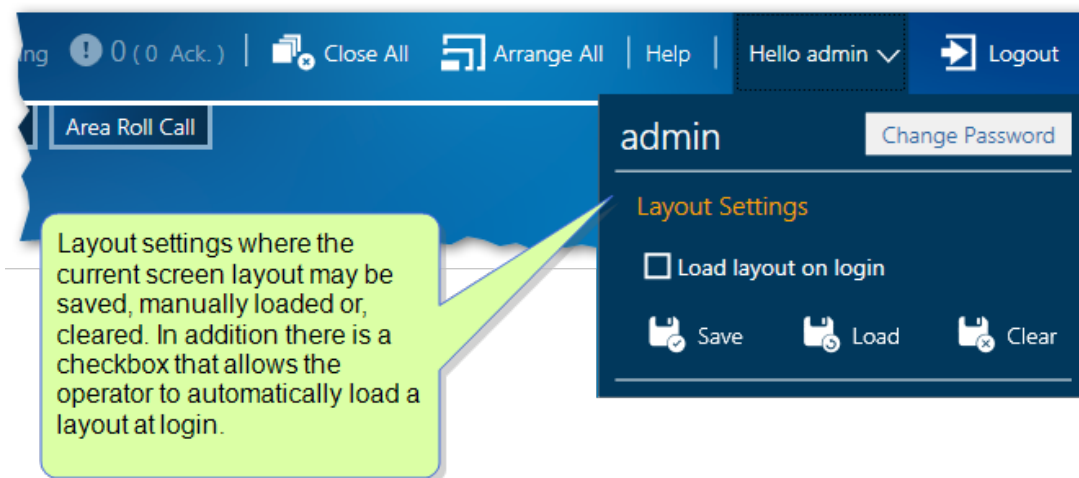 ng 0 ( 0 Ack. ) | Close All Arrange All | Help | Hello admin Logout
Area Roll Call
admin Change Password
Layout Settings
Load layout on login
Save Load Clear
Layout settings where the
current screen layout may be
saved, manually loaded or,
cleared. In addition there is a
checkbox that allows the
operator to automatically load a
layout at login.